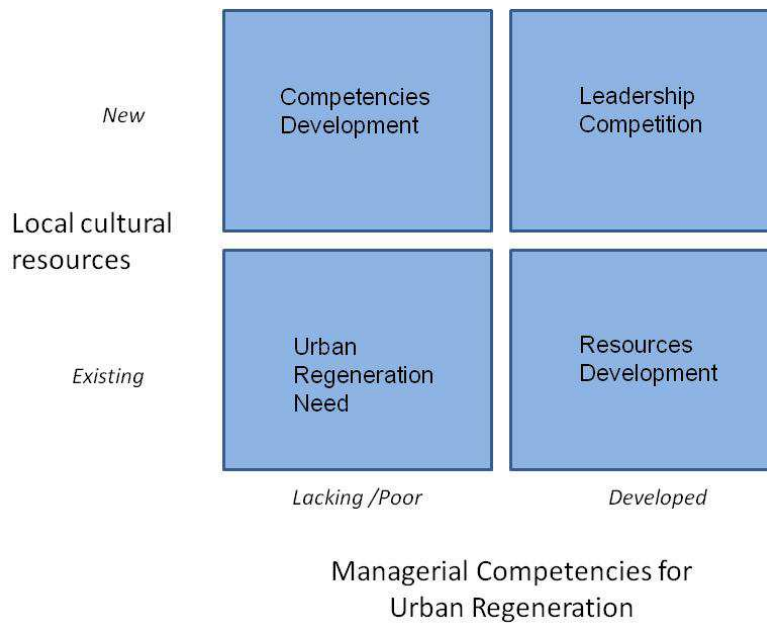 New
Competencies
Development
Leadership
Competition
Local cultural
resources
Existing
Urban
Regeneration
Need
Resources
Development
Lacking /Poor
Developed
Managerial Competencies for
Urban Regeneration